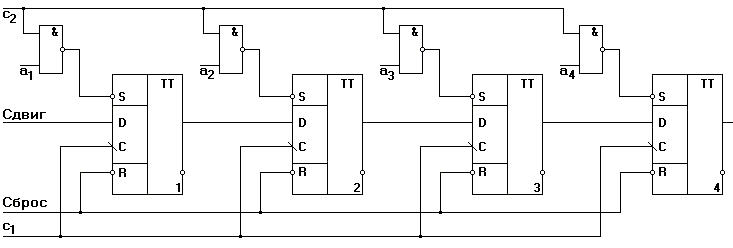 c2
& & & &
a1 a2 a3 a4
TT TT TT TT
S S S S
Сдвиг D D D D
C C C C
R R R R
1 2 3 4
Сброс
c1